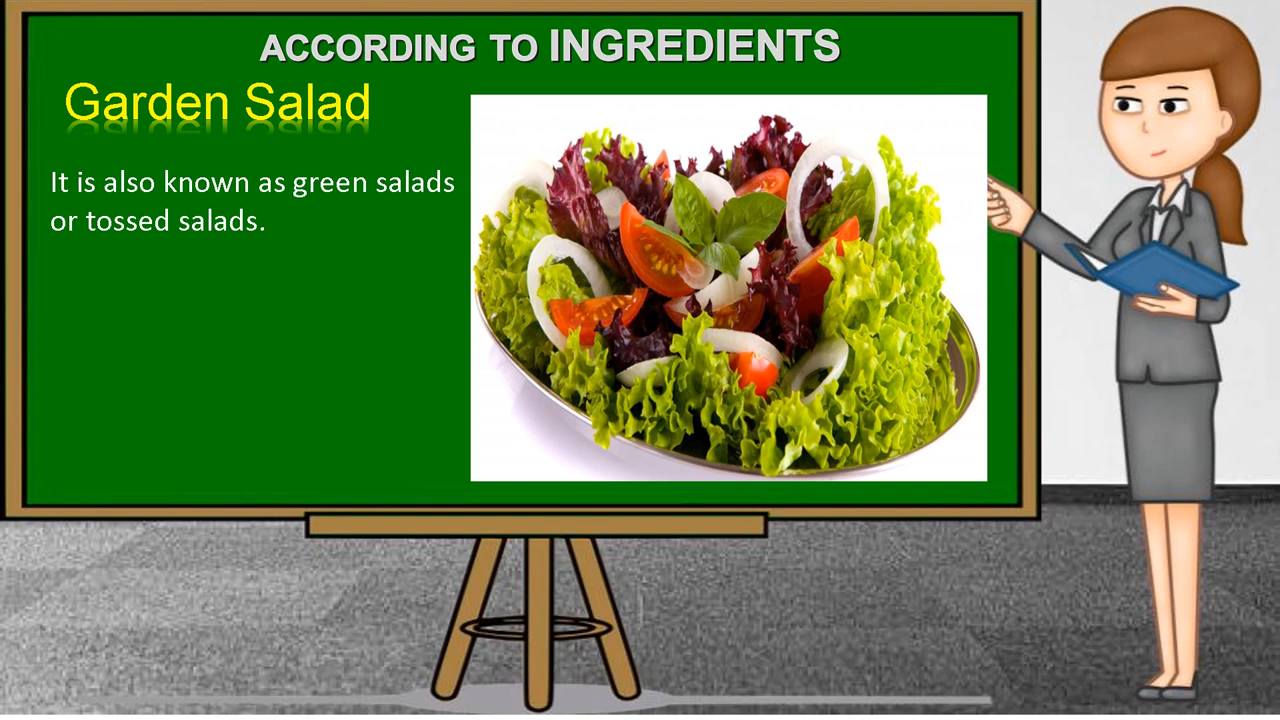 ACCORDING TO INGREDIENTS
Garden Salad
It is also known as green salads
or tossed salads.